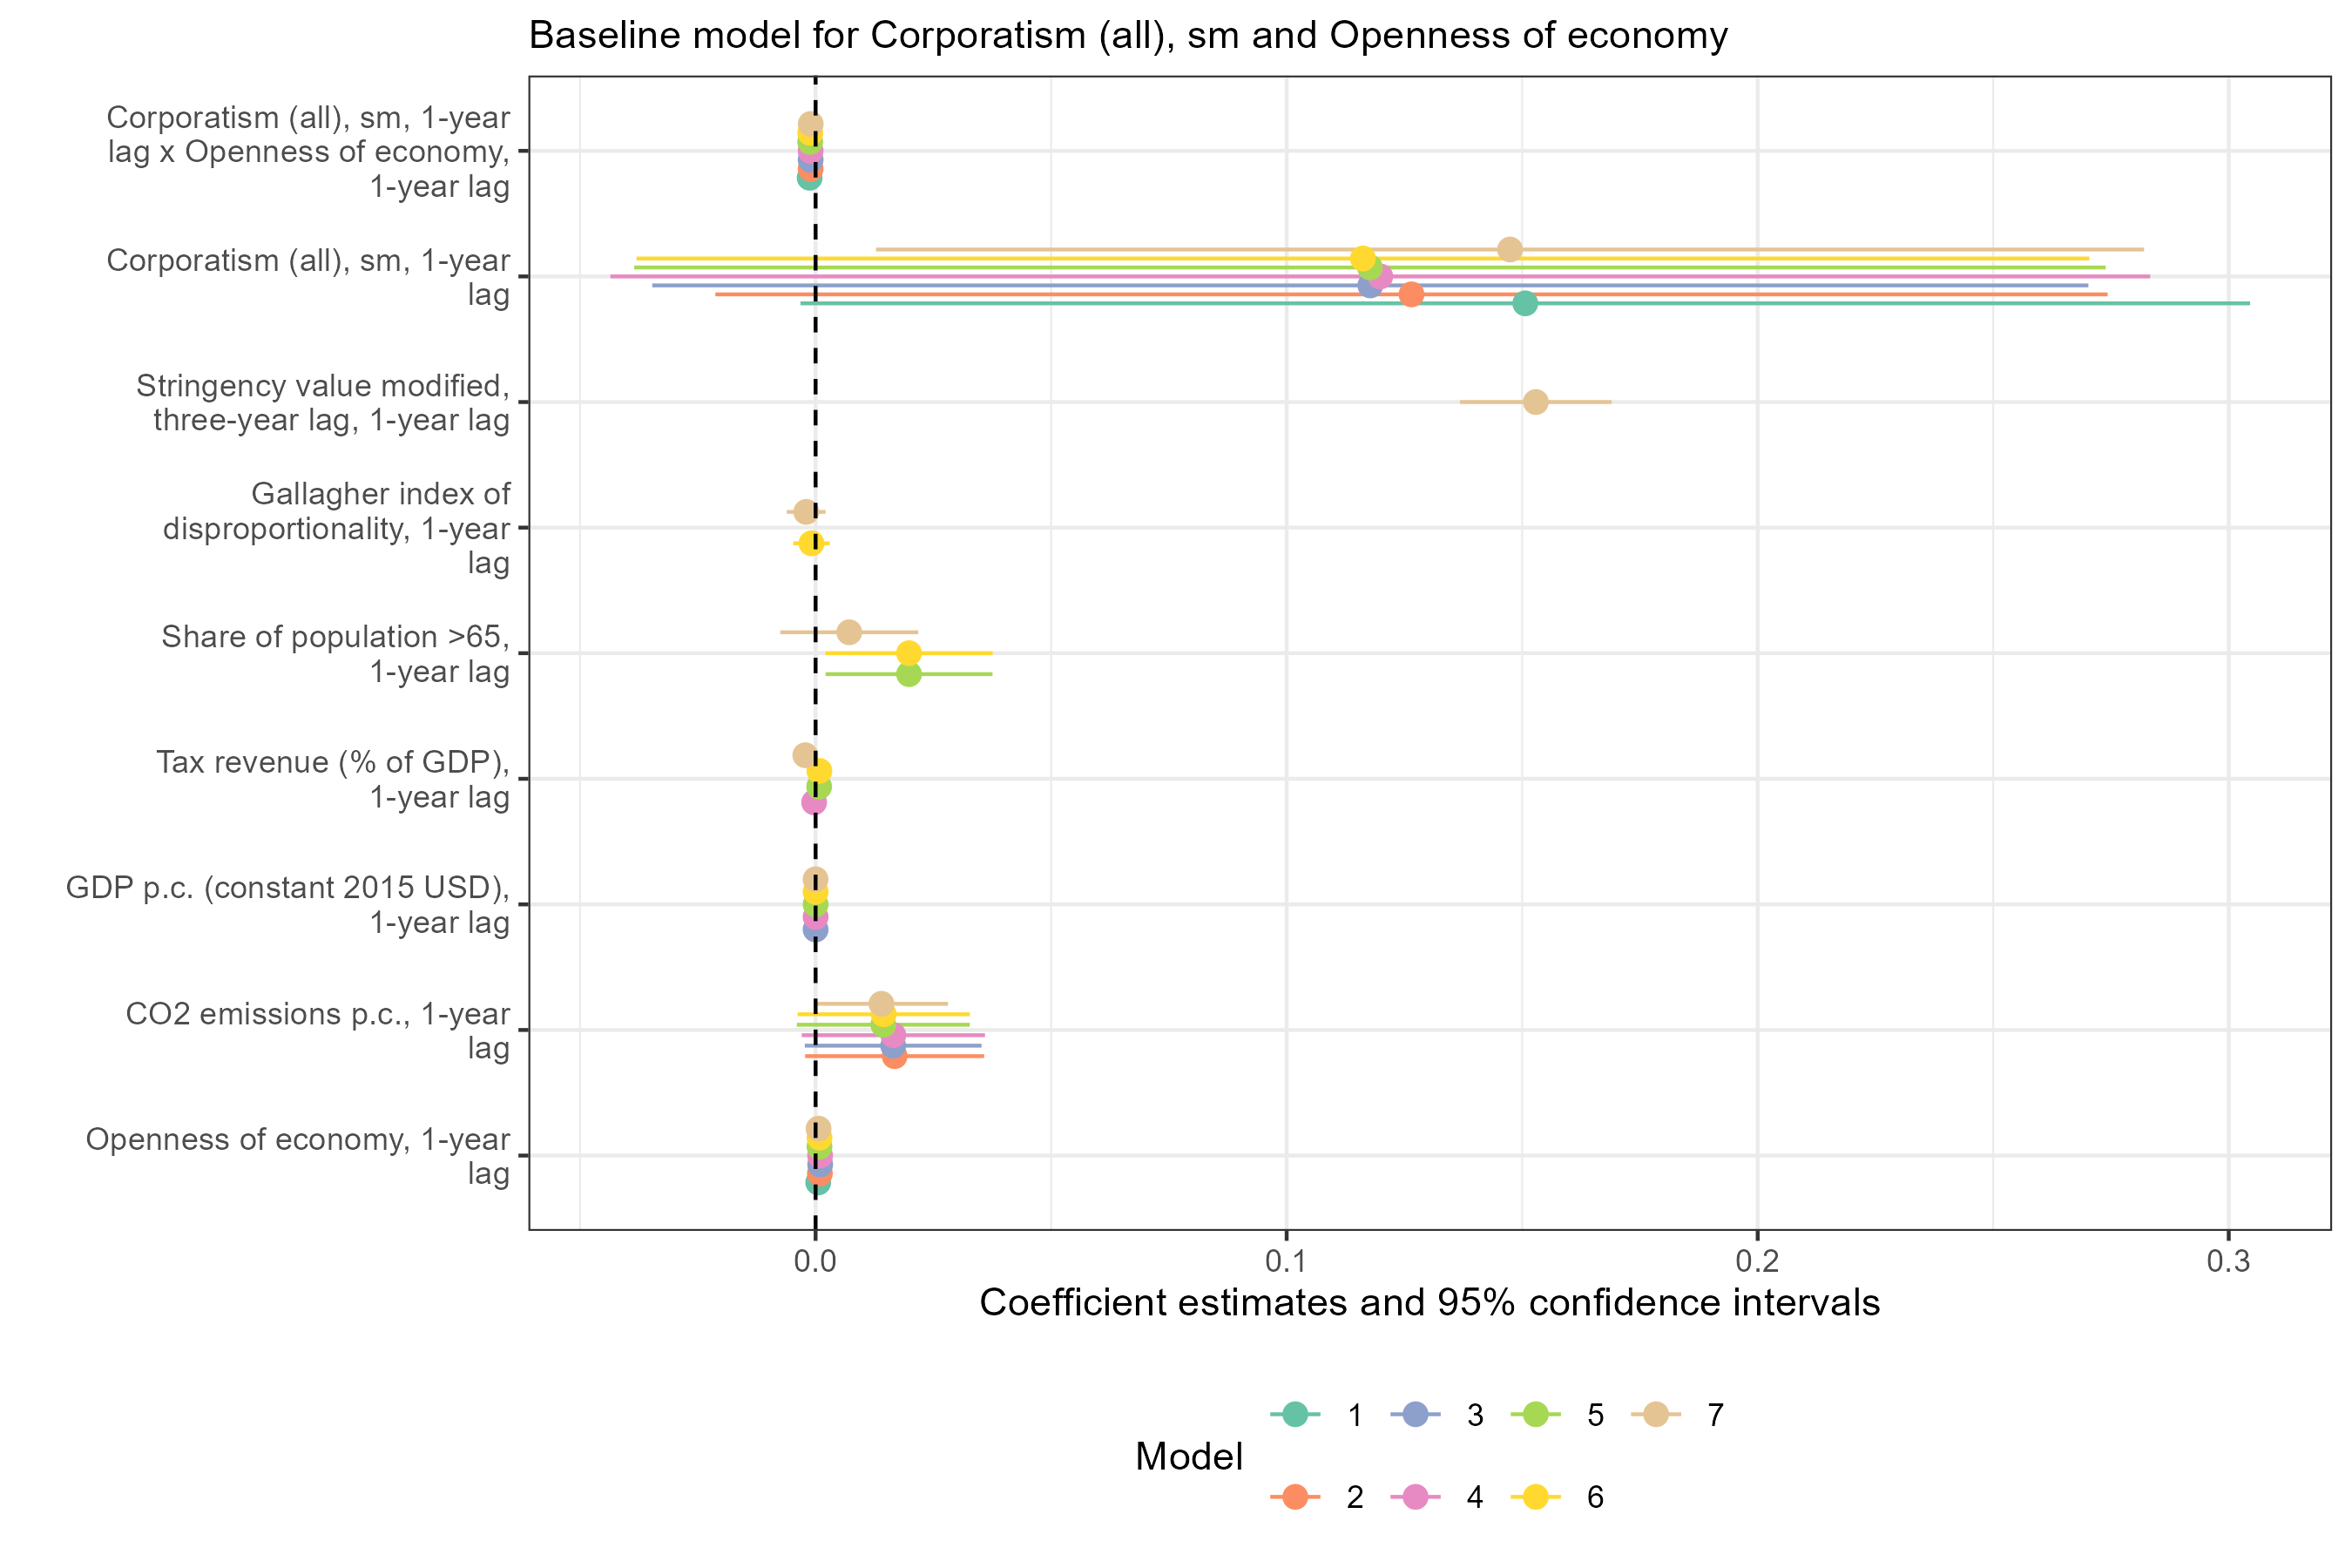 Baseline model for Corporatism (all), sm and Openness of economy
Corporatism (all), sm, 1-year
lag x Openness of economy,
1-year lag
Corporatism (all), sm, 1-year
lag
Stringency value modified,
three-year lag, 1-year lag
Gallagher index of
disproportionality, 1-year
lag
Share of population >65,
1-year lag
Tax revenue (% of GDP),
1-year lag
GDP p.c. (constant 2015 USD),
1-year lag
CO2 emissions p.c., 1-year
lag
Openness of economy, 1-year
lag
0.0 0.1 0.2 0.3
Coefficient estimates and 95% confidence intervals
Model
1 3 5 7
2 4 6